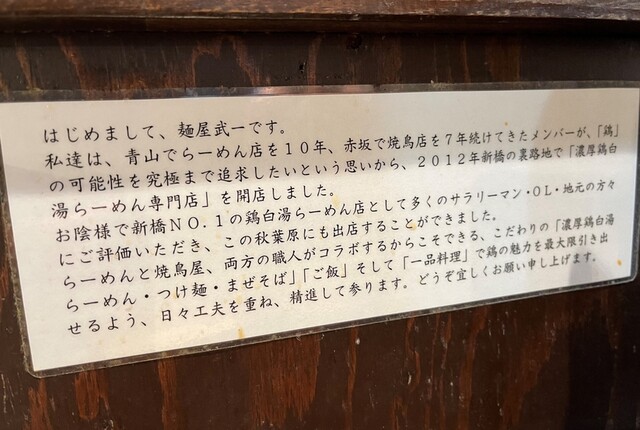 はじめまして、麺屋武一です。
私達は、青山でらーめん店を１０年、赤坂で焼鳥店を７年続けてきたメンバーが、「鶏」
の可能性を究極まで追求したいという思いから、２０１２年新橋の裏路地で「濃厚鶏白
湯らーめん専門店」を開店しました。
お陰様で新橋ＮＯ.１の鶏白湯らーめん店として多くのサラリーマン・ＯＬ・地元の方々
にご評価いただき、この秋葉原にも出店することができました。
らーめんと焼鳥屋、両方の職人がコラボするからこそできる、こだわりの「濃厚鶏白湯
らーめん・つけ麺・まぜそば」「ご飯」そして「一品料理」で鶏の魅力を最大限引き出
せるよう、日々工夫を重ね、精進して参ります。どうぞ宜しくお願い申し上げます。